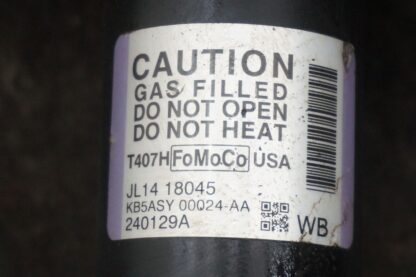 CAUTION
GAS FILLED
DO NOT OPEN
DO NOT HEAT
T407H FoMoCo USA
JL14 18045
KB5ASY 00024-AA
240129A WB